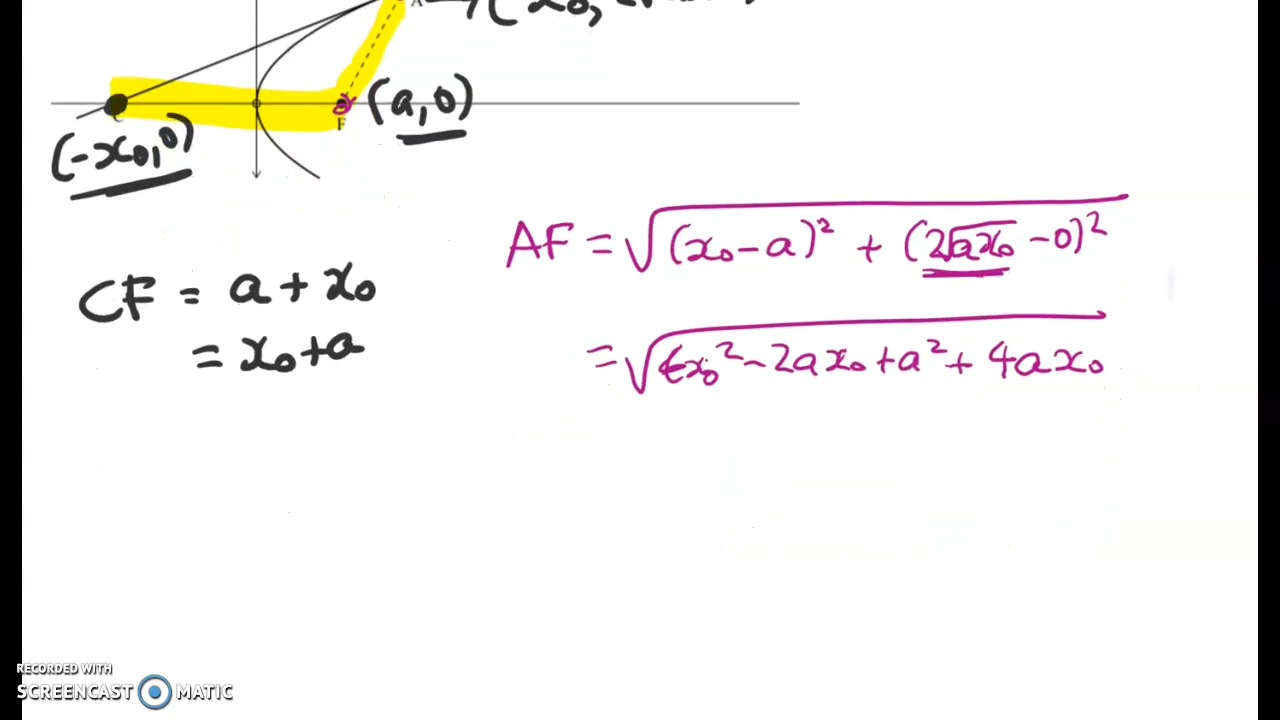 A
(a, 0)
F
(-x₀, 0)
AF = √((x₀ - a)² + (2√(ax₀) - 0)²)
CF = a + x₀
= x₀ + a
= √(x₀² - 2ax₀ + a² + 4ax₀)
RECORDED WITH
SCREENCAST MATIC